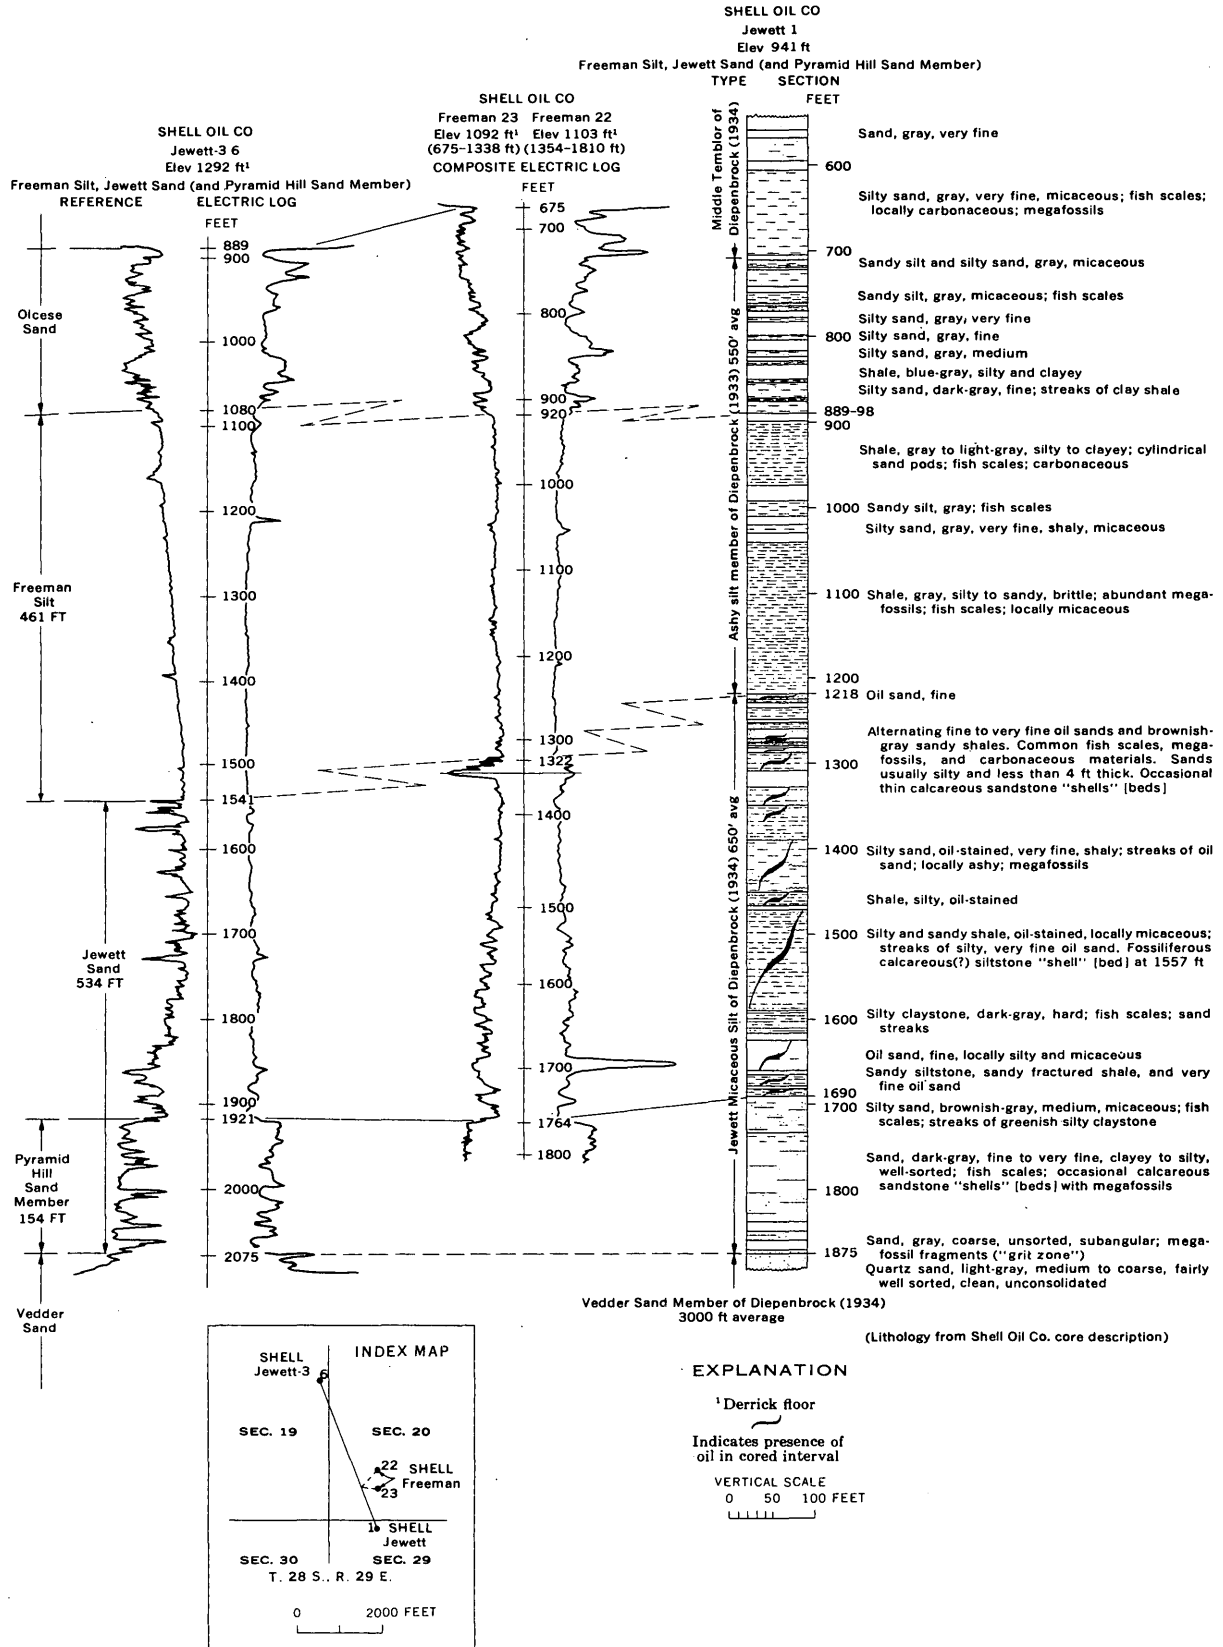 SHELL OIL CO
Jewett 1
Elev 941 ft
Freeman Silt, Jewett Sand (and Pyramid Hill Sand Member)
TYPE SECTION
FEET
SHELL OIL CO
Freeman 23 Freeman 22
Elev 1092 ft¹ Elev 1103 ft¹
(675-1338 ft) (1354-1810 ft)
COMPOSITE ELECTRIC LOG
FEET
SHELL OIL CO
Jewett-3 6
Elev 1292 ft¹
Freeman Silt, Jewett Sand (and Pyramid Hill Sand Member)
REFERENCE ELECTRIC LOG
FEET
889
900
1000
1080
1100
1200
1300
1400
1500
1541
1600
1700
1800
1900
1921
2000
2075
Olcese
Sand
Freeman
Silt
461 FT
Jewett
Sand
534 FT
Pyramid
Hill
Sand
Member
154 FT
Vedder
Sand
675
700
800
900
920
1000
1100
1200
1300
1322
1400
1500
1600
1700
1764
1800
Middle Temblor of
Diepenbrock (1934)
Ashy silt member of Diepenbrock (1933) 550' avg
Jewett Micaceous Silt of Diepenbrock (1934) 650' avg
600
700
800
889-98
900
1000
1100
1200
1218
1300
1400
1500
1600
1690
1700
1800
1875
Sand, gray, very fine
Silty sand, gray, very fine, micaceous; fish scales;
locally carbonaceous; megafossils
Sandy silt and silty sand, gray, micaceous
Sandy silt, gray, micaceous; fish scales
Silty sand, gray, very fine
Silty sand, gray, fine
Silty sand, gray, medium
Shale, blue-gray, silty and clayey
Silty sand, dark-gray, fine; streaks of clay shale
Shale, gray to light-gray, silty to clayey; cylindrical
sand pods; fish scales; carbonaceous
Sandy silt, gray; fish scales
Silty sand, gray, very fine, shaly, micaceous
Shale, gray, silty to sandy, brittle; abundant mega-
fossils; fish scales; locally micaceous
Oil sand, fine
Alternating fine to very fine oil sands and brownish-
gray sandy shales. Common fish scales, mega-
fossils, and carbonaceous materials. Sands
usually silty and less than 4 ft thick. Occasional
thin calcareous sandstone "shells" [beds]
Silty sand, oil-stained, very fine, shaly; streaks of oil
sand; locally ashy; megafossils
Shale, silty, oil-stained
Silty and sandy shale, oil-stained, locally micaceous;
streaks of silty, very fine oil sand. Fossiliferous
calcareous(?) siltstone "shell" [bed] at 1557 ft
Silty claystone, dark-gray, hard; fish scales; sand
streaks
Oil sand, fine, locally silty and micaceous
Sandy siltstone, sandy fractured shale, and very
fine oil sand
Silty sand, brownish-gray, medium, micaceous; fish
scales; streaks of greenish silty claystone
Sand, dark-gray, fine to very fine, clayey to silty,
well-sorted; fish scales; occasional calcareous
sandstone "shells" [beds] with megafossils
Sand, gray, coarse, unsorted, subangular; mega-
fossil fragments ("grit zone")
Quartz sand, light-gray, medium to coarse, fairly
well sorted, clean, unconsolidated
Vedder Sand Member of Diepenbrock (1934)
3000 ft average
(Lithology from Shell Oil Co. core description)
INDEX MAP
SHELL
Jewett-3 6
SEC. 19 SEC. 20
22 SHELL
Freeman
23
1 SHELL
Jewett
SEC. 30 SEC. 29
T. 28 S., R. 29 E.
0 2000 FEET
EXPLANATION
¹ Derrick floor
Indicates presence of
oil in cored interval
VERTICAL SCALE
0 50 100 FEET